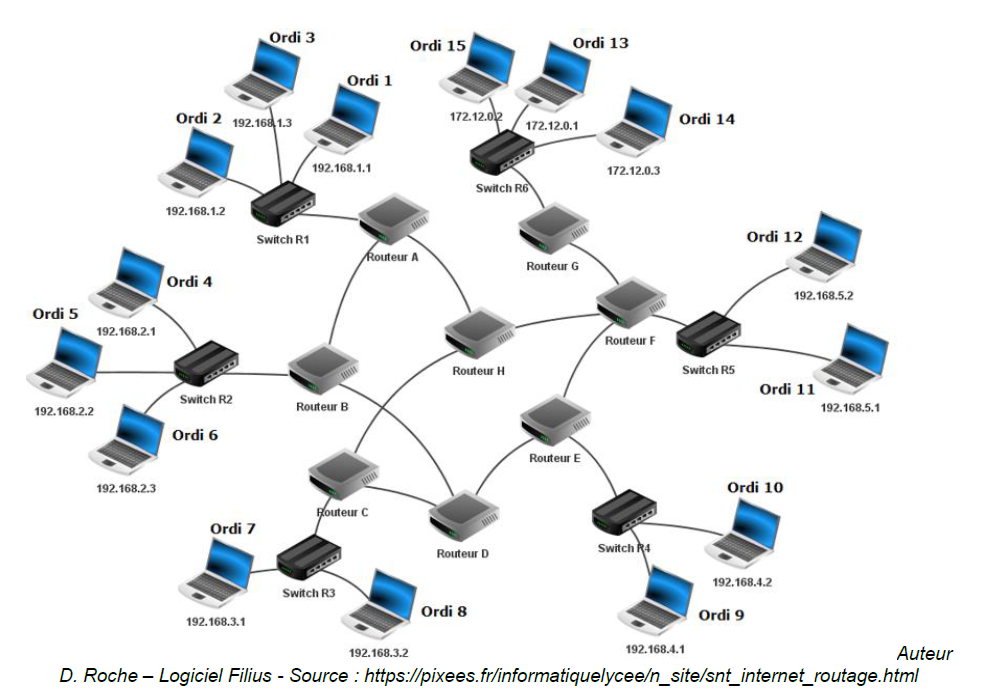 Ordi 3
Ordi 15
Ordi 13
Ordi 1
192.168.1.3
172.12.0.2
172.12.0.1
Ordi 14
Ordi 2
192.168.1.1
172.12.0.3
Switch R6
192.168.1.2
Switch R1
Routeur A
Routeur G
Ordi 12
192.168.5.2
Ordi 4
192.168.2.1
Ordi 5
Routeur H
Routeur F
Switch R5
Ordi 11
192.168.5.1
Switch R2
Routeur B
192.168.2.2
Ordi 6
192.168.2.3
Routeur E
Ordi 10
Routeur C
Routeur D
Switch R4
192.168.4.2
Ordi 7
Switch R3
192.168.3.1
Ordi 8
192.168.3.2
Ordi 9
192.168.4.1
Auteur
D. Roche – Logiciel Filius - Source : https://pixees.fr/informatiquelycee/n_site/snt_internet_routage.html